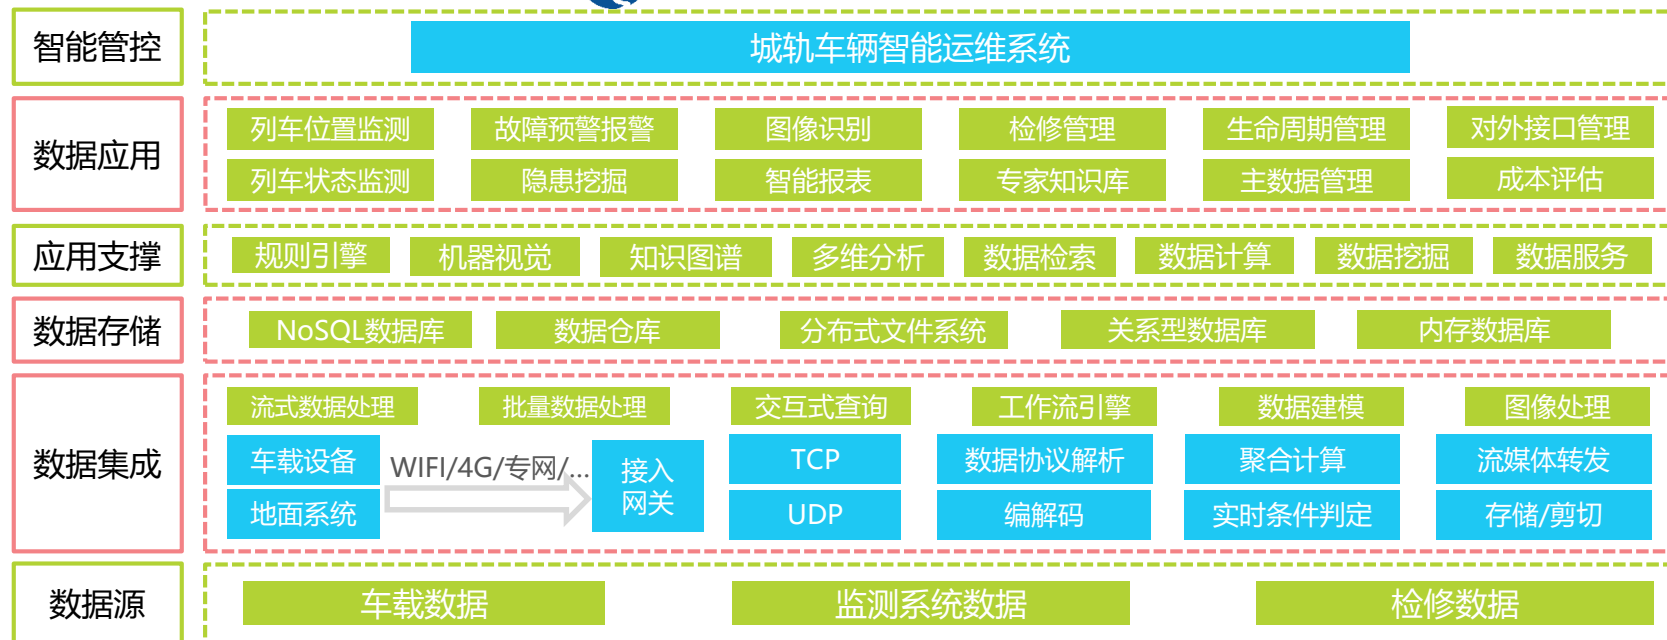 智能管控
城轨车辆智能运维系统
数据应用
列车位置监测
故障预警报警
图像识别
检修管理
生命周期管理
对外接口管理
列车状态监测
隐患挖掘
智能报表
专家知识库
主数据管理
成本评估
应用支撑
规则引擎
机器视觉
知识图谱
多维分析
数据检索
数据计算
数据挖掘
数据服务
数据存储
NoSQL数据库
数据仓库
分布式文件系统
关系型数据库
内存数据库
数据集成
流式数据处理
批量数据处理
交互式查询
工作流引擎
数据建模
图像处理
车载设备
地面系统
WIFI/4G/专网/...
接入
网关
TCP
数据协议解析
聚合计算
流媒体转发
UDP
编解码
实时条件判定
存储/剪切
数据源
车载数据
监测系统数据
检修数据